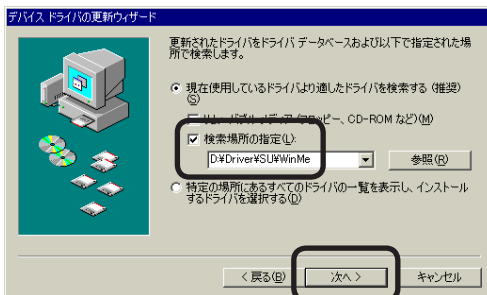 デバイス ドライバの更新ウィザード
更新されたドライバをドライバ データベースおよび以下で指定された場
所で検索します。
現在使用しているドライバより適したドライバを検索する (推奨)
(S)
リムーバブル メディア (フロッピー、CD-ROM など)(M)
検索場所の指定(L):
D:¥Driver¥SU¥WinMe
参照(R)
特定の場所にあるすべてのドライバの一覧を表示し、インストール
するドライバを選択する(D)
< 戻る(B)
次へ >
キャンセル